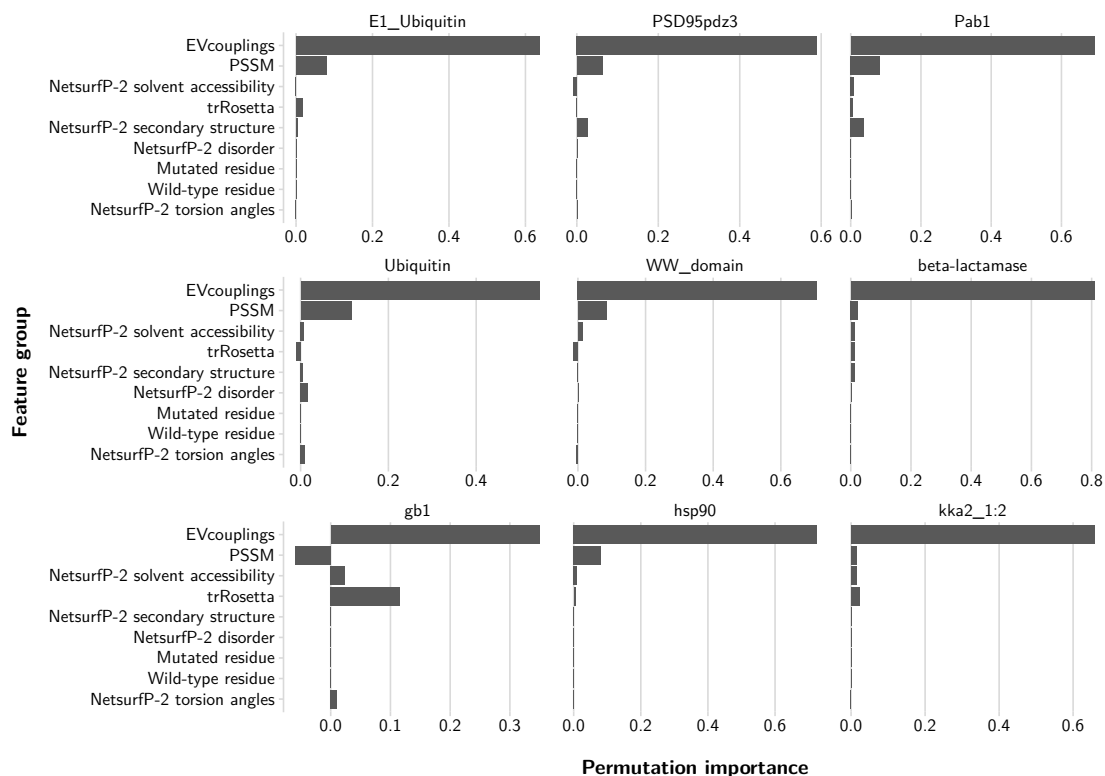 E1_Ubiquitin
PSD95pdz3
Pab1
EVcouplings
PSSM
NetsurfP-2 solvent accessibility
trRosetta
NetsurfP-2 secondary structure
NetsurfP-2 disorder
Mutated residue
Wild-type residue
NetsurfP-2 torsion angles
0.0 0.2 0.4 0.6
0.0 0.2 0.4 0.6
0.0 0.2 0.4 0.6
Ubiquitin
WW_domain
beta-lactamase
EVcouplings
PSSM
NetsurfP-2 solvent accessibility
trRosetta
NetsurfP-2 secondary structure
NetsurfP-2 disorder
Mutated residue
Wild-type residue
NetsurfP-2 torsion angles
0.0 0.2 0.4
0.0 0.2 0.4 0.6
0.0 0.2 0.4 0.6 0.8
gb1
hsp90
kka2_1:2
EVcouplings
PSSM
NetsurfP-2 solvent accessibility
trRosetta
NetsurfP-2 secondary structure
NetsurfP-2 disorder
Mutated residue
Wild-type residue
NetsurfP-2 torsion angles
0.0 0.1 0.2 0.3
0.0 0.2 0.4 0.6
0.0 0.2 0.4 0.6
Feature group
Permutation importance